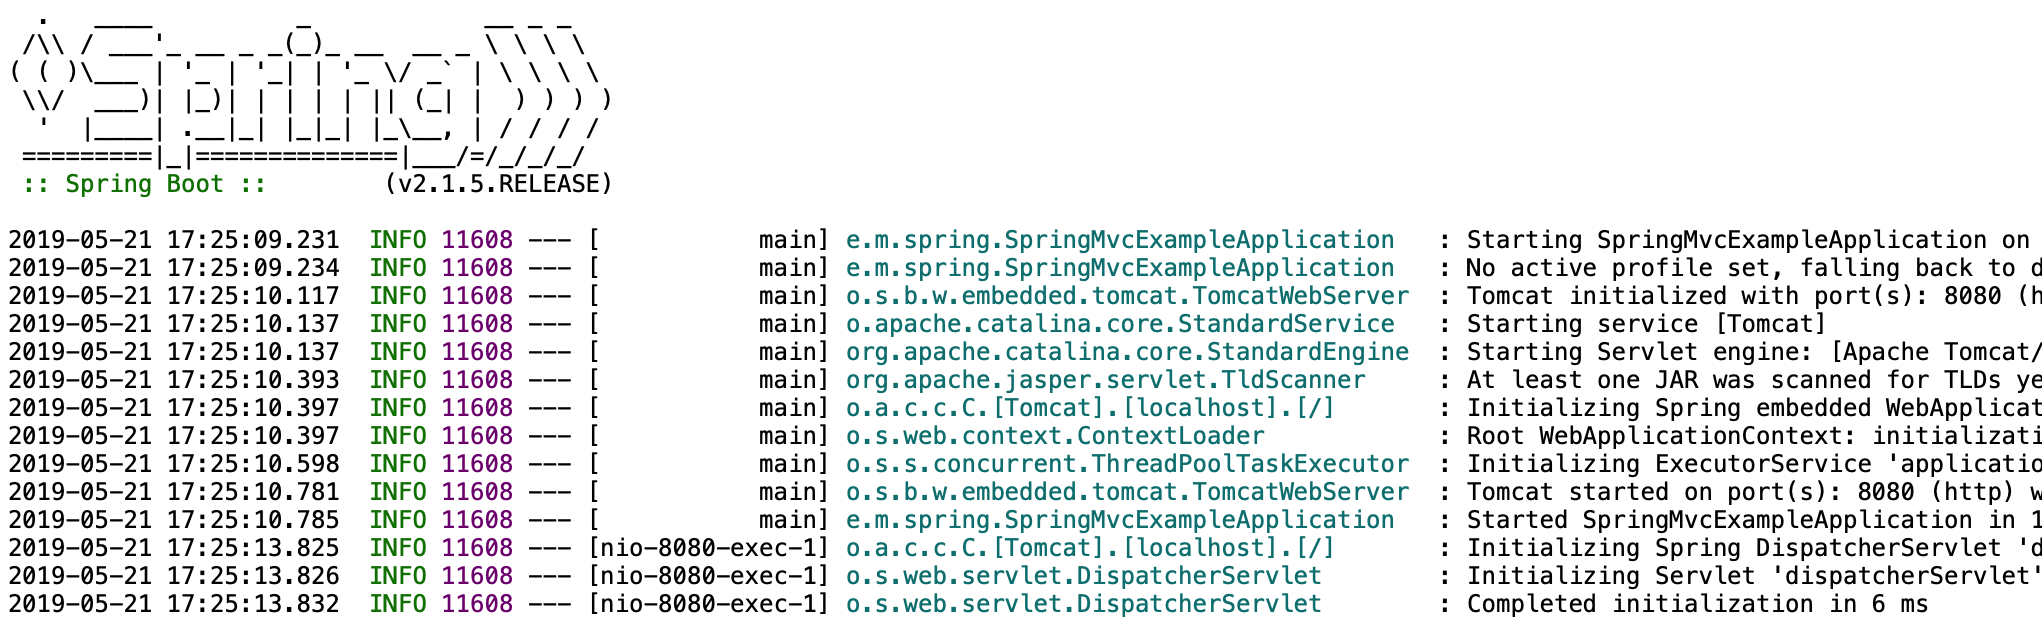 .   ____          _            __ _ _
 /\\ / ___'_ __ _ _(_)_ __  __ _ \ \ \ \
( ( )\___ | '_ | '_| | '_ \/ _` | \ \ \ \
 \\/  ___)| |_)| | | | | || (_| |  ) ) ) )
  '  |____| .__|_| |_|_| |_\__, | / / / /
 =========|_|==============|___/=/_/_/_/
 :: Spring Boot ::        (v2.1.5.RELEASE)

2019-05-21 17:25:09.231  INFO 11608 --- [           main] e.m.spring.SpringMvcExampleApplication   : Starting SpringMvcExampleApplication on
2019-05-21 17:25:09.234  INFO 11608 --- [           main] e.m.spring.SpringMvcExampleApplication   : No active profile set, falling back to d
2019-05-21 17:25:10.117  INFO 11608 --- [           main] o.s.b.w.embedded.tomcat.TomcatWebServer  : Tomcat initialized with port(s): 8080 (h
2019-05-21 17:25:10.137  INFO 11608 --- [           main] o.apache.catalina.core.StandardService   : Starting service [Tomcat]
2019-05-21 17:25:10.137  INFO 11608 --- [           main] org.apache.catalina.core.StandardEngine  : Starting Servlet engine: [Apache Tomcat/
2019-05-21 17:25:10.393  INFO 11608 --- [           main] org.apache.jasper.servlet.TldScanner     : At least one JAR was scanned for TLDs ye
2019-05-21 17:25:10.397  INFO 11608 --- [           main] o.a.c.c.C.[Tomcat].[localhost].[/]       : Initializing Spring embedded WebApplicat
2019-05-21 17:25:10.397  INFO 11608 --- [           main] o.s.web.context.ContextLoader            : Root WebApplicationContext: initializati
2019-05-21 17:25:10.598  INFO 11608 --- [           main] o.s.s.concurrent.ThreadPoolTaskExecutor  : Initializing ExecutorService 'applicatio
2019-05-21 17:25:10.781  INFO 11608 --- [           main] o.s.b.w.embedded.tomcat.TomcatWebServer  : Tomcat started on port(s): 8080 (http) w
2019-05-21 17:25:10.785  INFO 11608 --- [           main] e.m.spring.SpringMvcExampleApplication   : Started SpringMvcExampleApplication in 1
2019-05-21 17:25:13.825  INFO 11608 --- [nio-8080-exec-1] o.a.c.c.C.[Tomcat].[localhost].[/]       : Initializing Spring DispatcherServlet 'd
2019-05-21 17:25:13.826  INFO 11608 --- [nio-8080-exec-1] o.s.web.servlet.DispatcherServlet        : Initializing Servlet 'dispatcherServlet'
2019-05-21 17:25:13.832  INFO 11608 --- [nio-8080-exec-1] o.s.web.servlet.DispatcherServlet        : Completed initialization in 6 ms